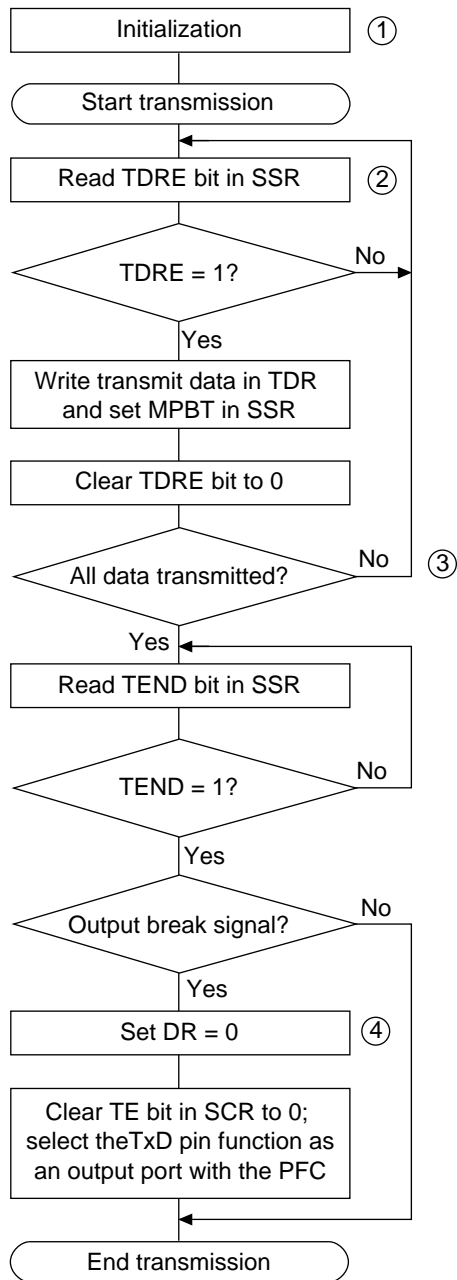 Initialization
1
Start transmission
Read TDRE bit in SSR
2
TDRE = 1?
No
Yes
Write transmit data in TDR
and set MPBT in SSR
Clear TDRE bit to 0
All data transmitted?
No
3
Yes
Read TEND bit in SSR
TEND = 1?
No
Yes
Output break signal?
No
Yes
Set DR = 0
4
Clear TE bit in SCR to 0;
select theTxD pin function as
an output port with the PFC
End transmission